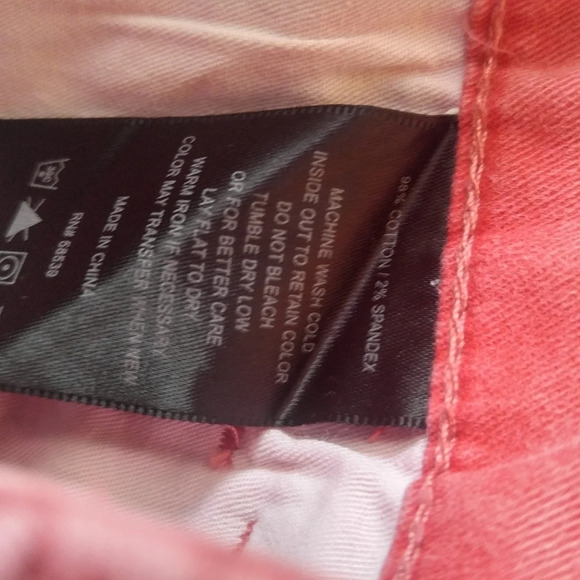 98% COTTON / 2% SPANDEX
MACHINE WASH COLD
INSIDE OUT TO RETAIN COLOR
DO NOT BLEACH
TUMBLE DRY LOW
OR FOR BETTER CARE
LAY FLAT TO DRY
WARM IRON IF NECESSARY
COLOR MAY TRANSFER WHEN NEW
MADE IN CHINA
RN# 68539